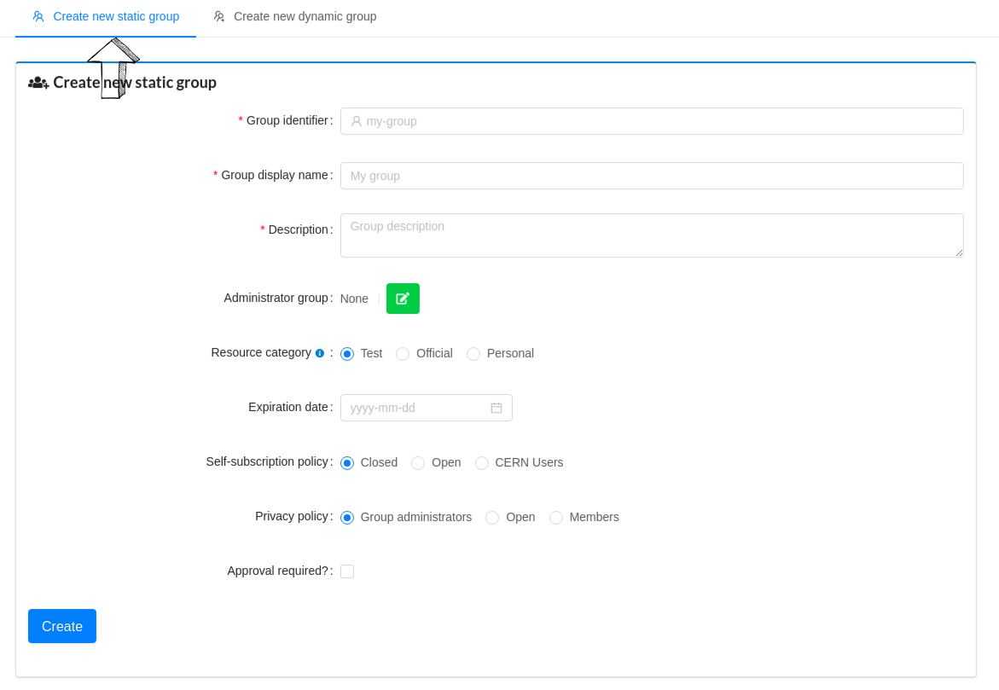 Create new static group Create new dynamic group
Create new static group
* Group identifier : my-group
* Group display name : My group
* Description : Group description
Administrator group : None
Resource category i : Test Official Personal
Expiration date : yyyy-mm-dd
Self-subscription policy : Closed Open CERN Users
Privacy policy : Group administrators Open Members
Approval required? :
Create